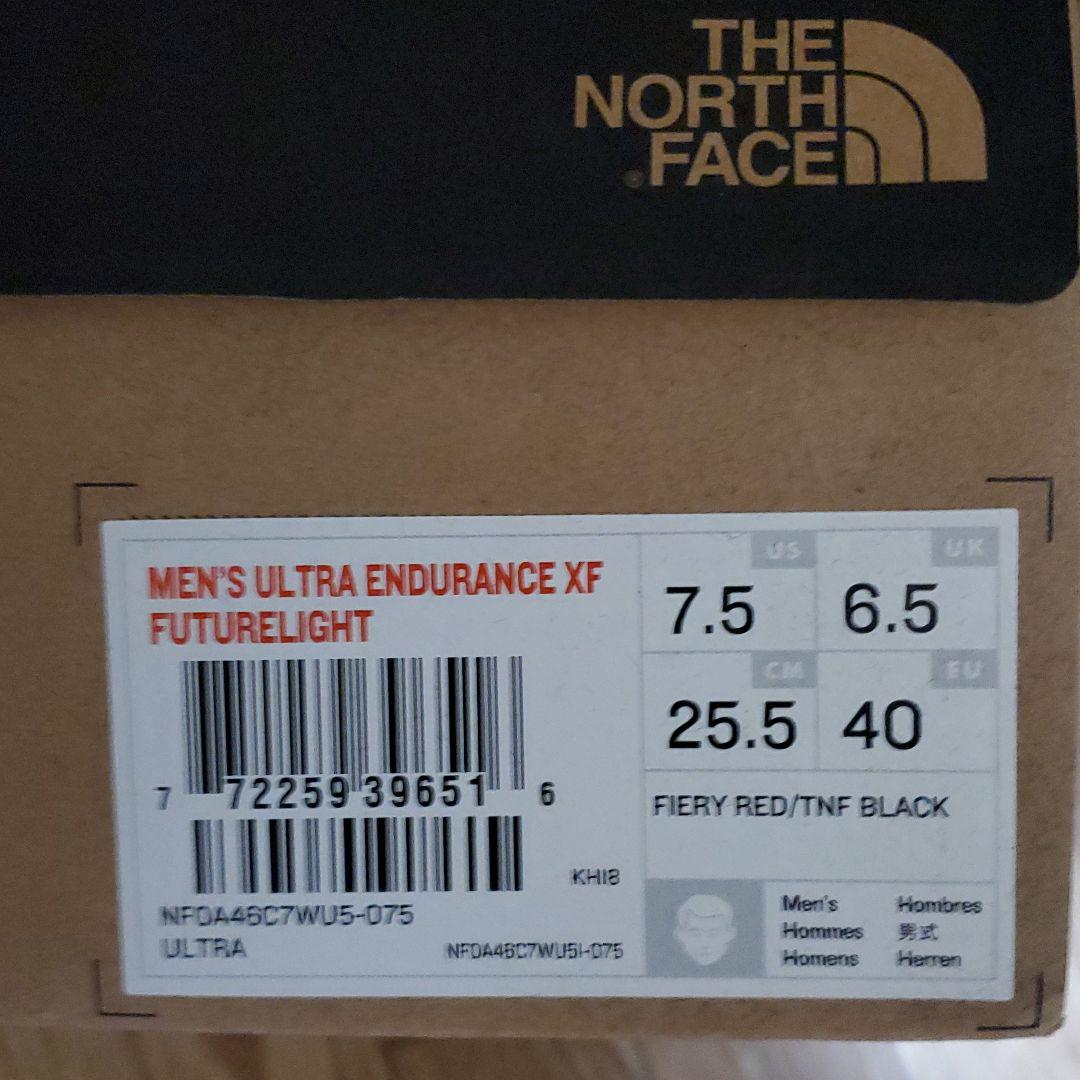 THE
NORTH
FACE
MEN'S ULTRA ENDURANCE XF
FUTURELIGHT
7 72259 39651 6
KHI8
NF0A46C7WU5-075
ULTRA
NF0A46C7WU5I-075
US
7.5
UK
6.5
CM
25.5
EU
40
FIERY RED/TNF BLACK
Men's Hombres
Hommes 男式
Homens Herren